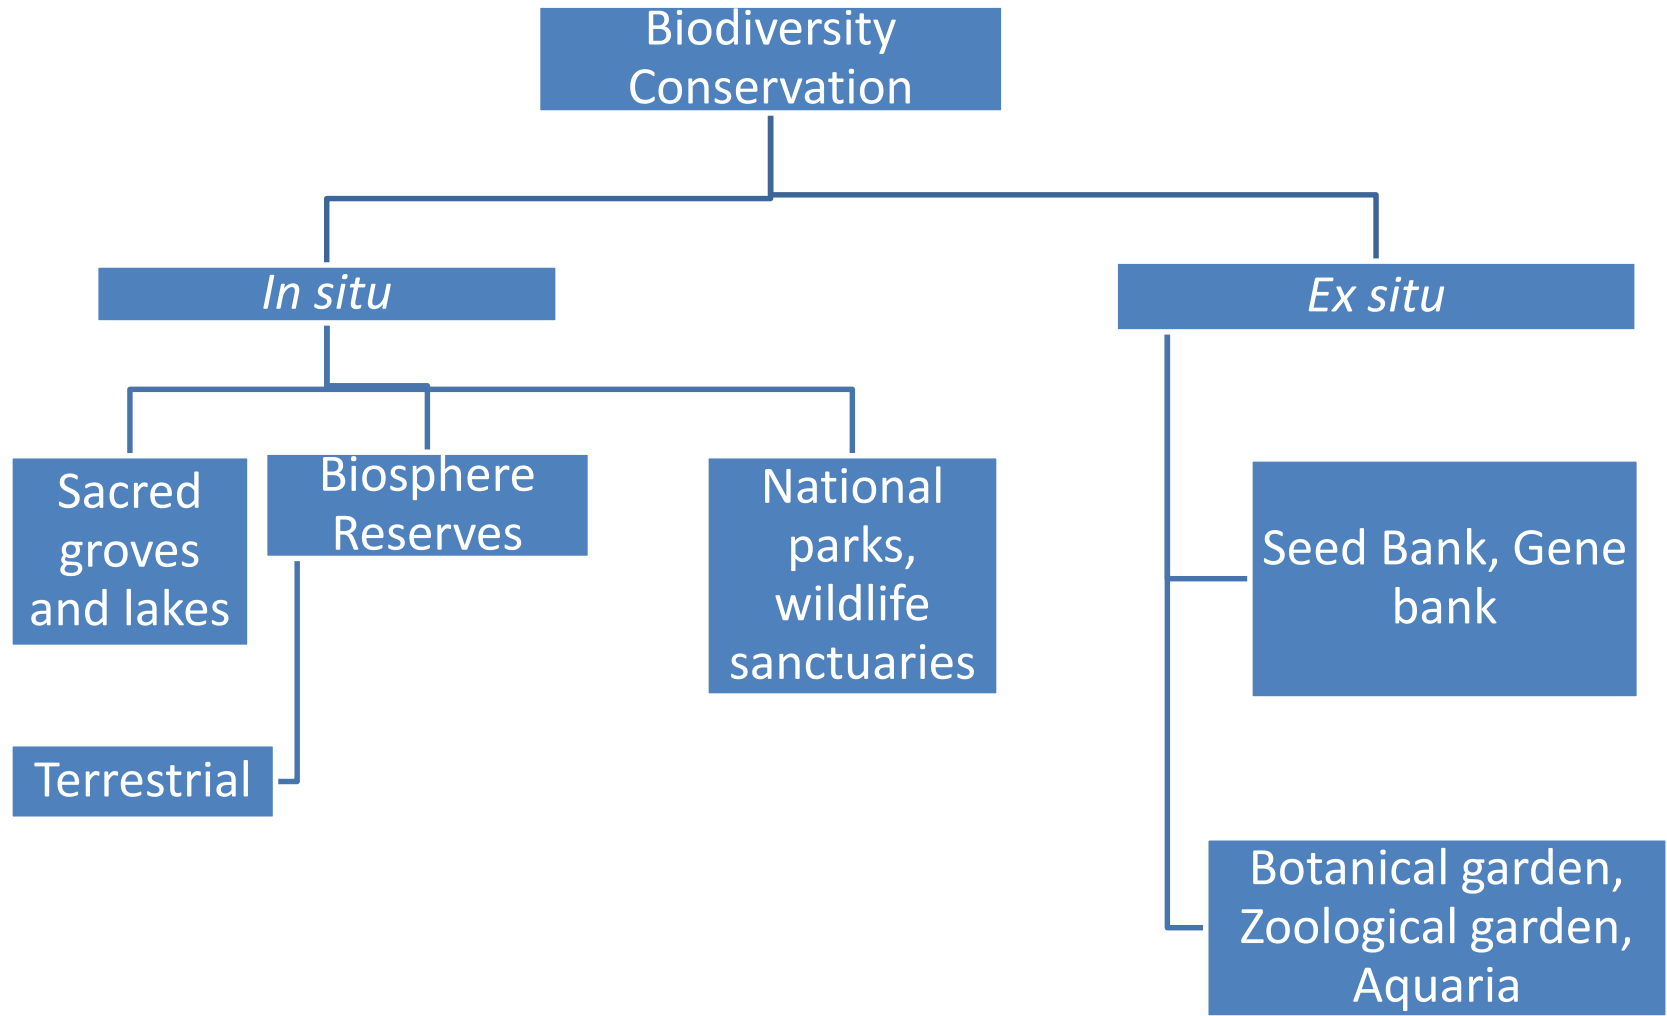 Biodiversity
Conservation
In situ
Ex situ
Sacred
groves
and lakes
Biosphere
Reserves
National
parks,
wildlife
sanctuaries
Seed Bank, Gene
bank
Terrestrial
Botanical garden,
Zoological garden,
Aquaria